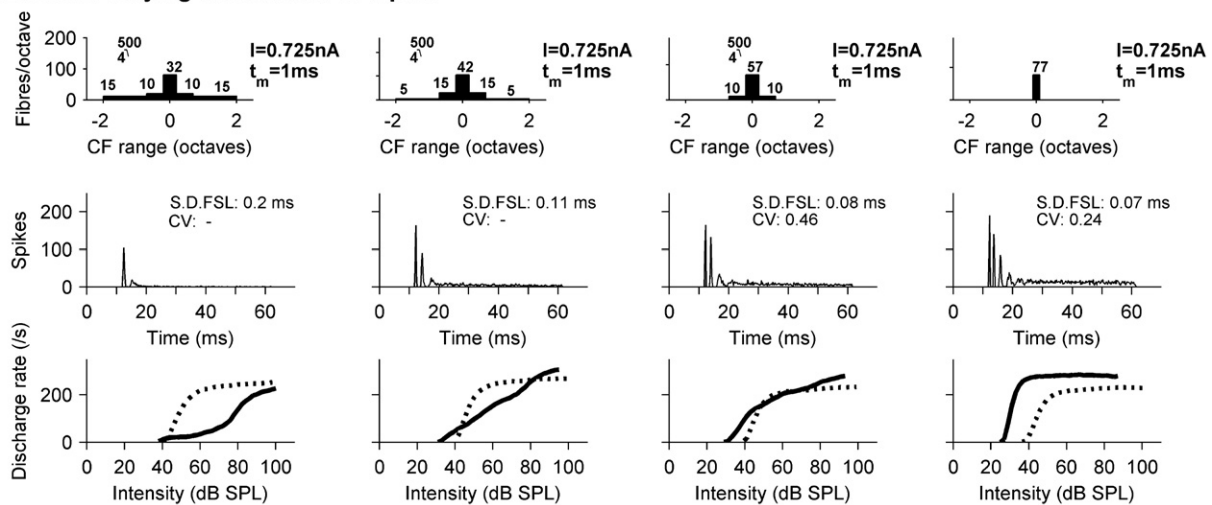 200
100
0
Fibres/octave
500
4
32
15 10 10 15
I=0.725nA
t_m=1ms
-2 0 2
CF range (octaves)
500
4
42
5 15 15 5
I=0.725nA
t_m=1ms
-2 0 2
CF range (octaves)
500
4
57
10 10
I=0.725nA
t_m=1ms
-2 0 2
CF range (octaves)
77
I=0.725nA
t_m=1ms
-2 0 2
CF range (octaves)
200
0
Spikes
S.D.FSL: 0.2 ms
CV: -
0 20 40 60
Time (ms)
S.D.FSL: 0.11 ms
CV: -
0 20 40 60
Time (ms)
S.D.FSL: 0.08 ms
CV: 0.46
0 20 40 60
Time (ms)
S.D.FSL: 0.07 ms
CV: 0.24
0 20 40 60
Time (ms)
200
0
Discharge rate (/s)
0 20 40 60 80 100
Intensity (dB SPL)
0 20 40 60 80 100
Intensity (dB SPL)
0 20 40 60 80 100
Intensity (dB SPL)
0 20 40 60 80 100
Intensity (dB SPL)